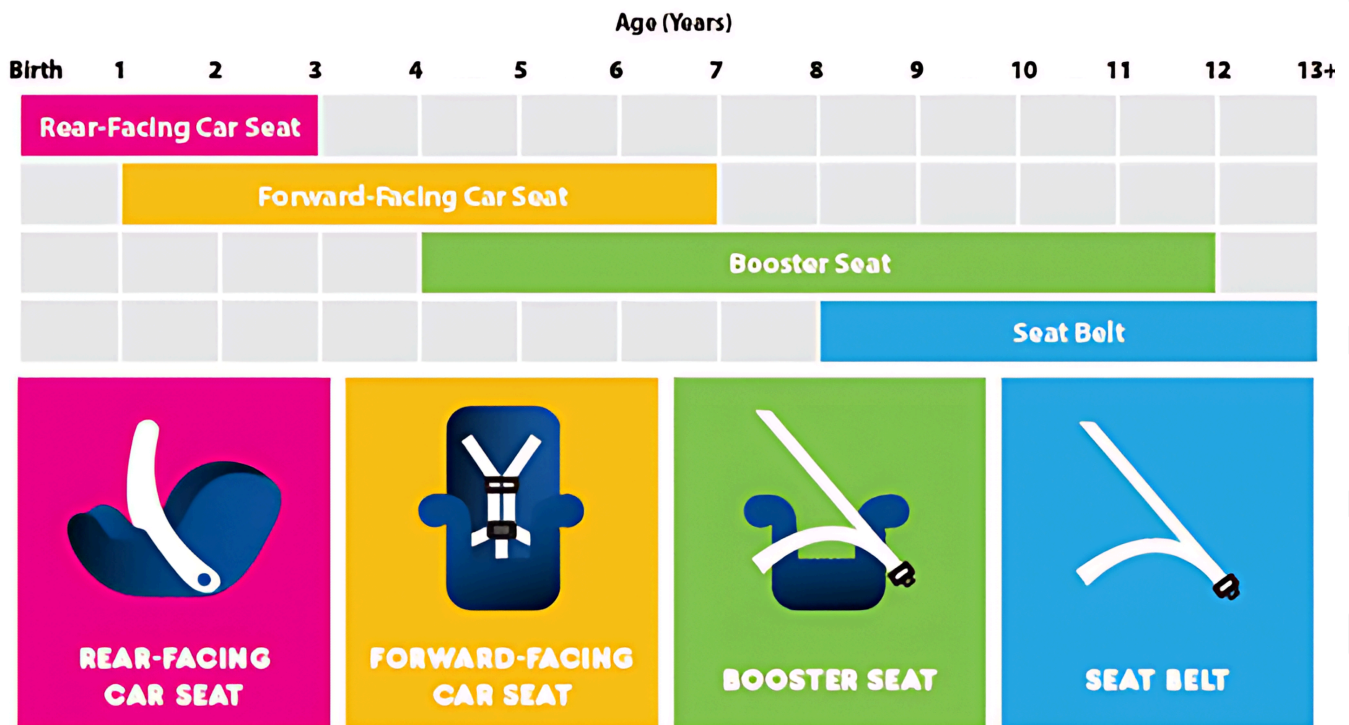 Age (Years)
Birth 1 2 3 4 5 6 7 8 9 10 11 12 13+
Rear-Facing Car Seat
Forward-Facing Car Seat
Booster Seat
Seat Belt
REAR-FACING
CAR SEAT
FORWARD-FACING
CAR SEAT
BOOSTER SEAT
SEAT BELT